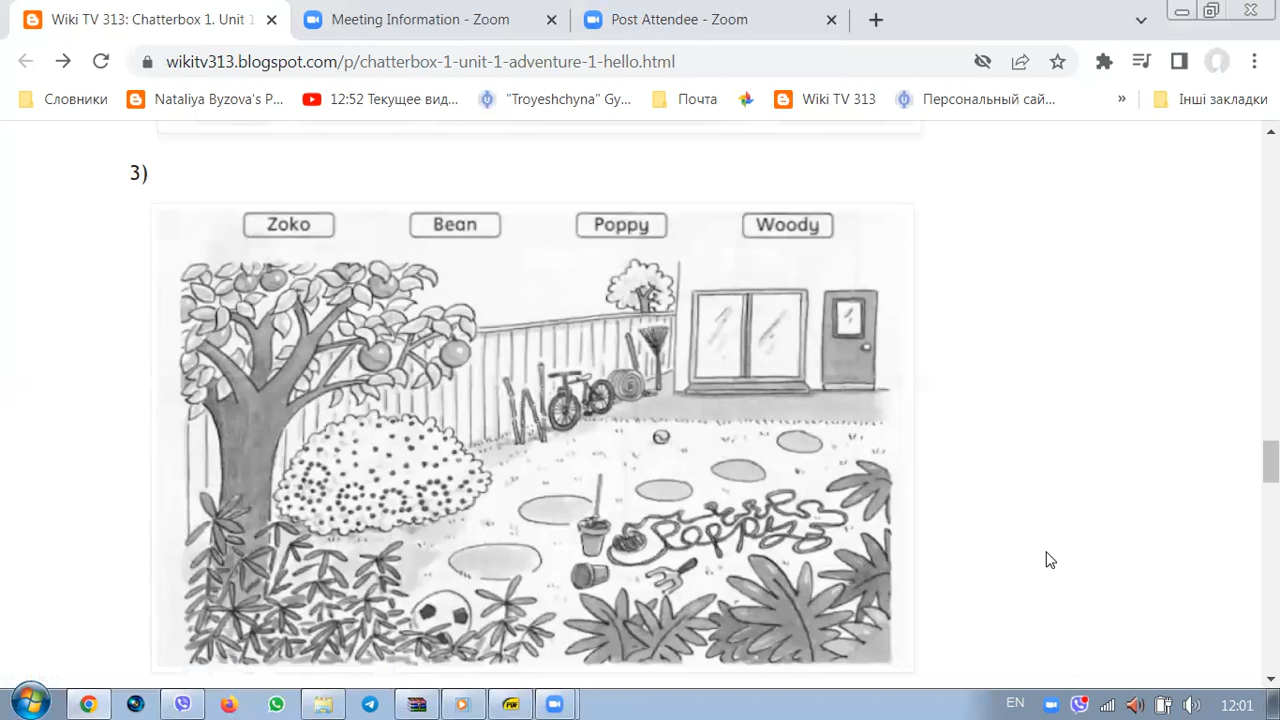 Wiki TV 313: Chatterbox 1. Unit 1
Meeting Information - Zoom
Post Attendee - Zoom
wikitv313.blogspot.com/p/chatterbox-1-unit-1-adventure-1-hello.html
Словники
Nataliya Byzova's P...
12:52 Текущее вид...
"Troyeshchyna" Gy...
Почта
Wiki TV 313
Персональный сай...
»
Інші закладки
3)
Zoko
Bean
Poppy
Woody
Bean
Poppy
EN
12:01